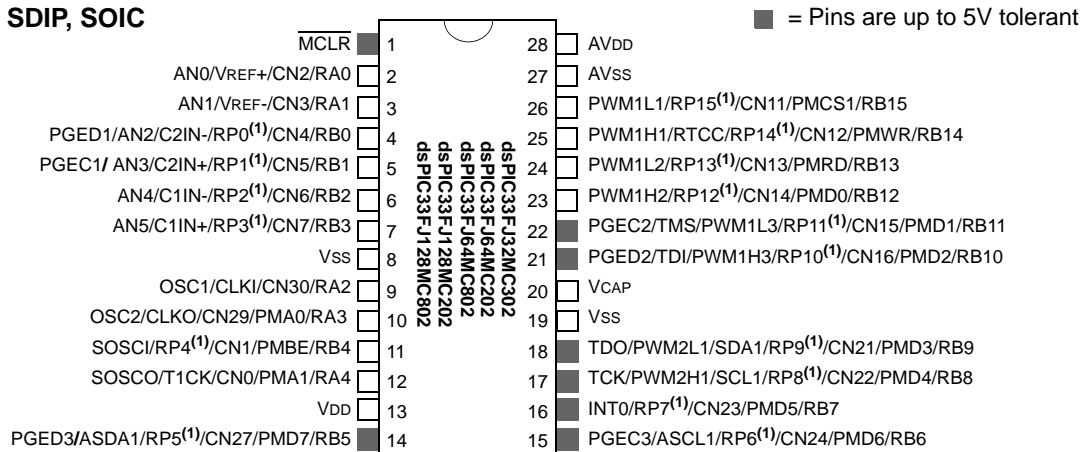 SDIP, SOIC
= Pins are up to 5V tolerant
MCLR 1
AN0/VREF+/CN2/RA0 2
AN1/VREF-/CN3/RA1 3
PGED1/AN2/C2IN-/RP0(1)/CN4/RB0 4
PGEC1/ AN3/C2IN+/RP1(1)/CN5/RB1 5
AN4/C1IN-/RP2(1)/CN6/RB2 6
AN5/C1IN+/RP3(1)/CN7/RB3 7
VSS 8
OSC1/CLKI/CN30/RA2 9
OSC2/CLKO/CN29/PMA0/RA3 10
SOSCI/RP4(1)/CN1/PMBE/RB4 11
SOSCO/T1CK/CN0/PMA1/RA4 12
VDD 13
PGED3/ASDA1/RP5(1)/CN27/PMD7/RB5 14
dsPIC33FJ32MC302
dsPIC33FJ64MC202
dsPIC33FJ64MC802
dsPIC33FJ128MC202
dsPIC33FJ128MC802
28 AVDD
27 AVSS
26 PWM1L1/RP15(1)/CN11/PMCS1/RB15
25 PWM1H1/RTCC/RP14(1)/CN12/PMWR/RB14
24 PWM1L2/RP13(1)/CN13/PMRD/RB13
23 PWM1H2/RP12(1)/CN14/PMD0/RB12
22 PGEC2/TMS/PWM1L3/RP11(1)/CN15/PMD1/RB11
21 PGED2/TDI/PWM1H3/RP10(1)/CN16/PMD2/RB10
20 VCAP
19 VSS
18 TDO/PWM2L1/SDA1/RP9(1)/CN21/PMD3/RB9
17 TCK/PWM2H1/SCL1/RP8(1)/CN22/PMD4/RB8
16 INT0/RP7(1)/CN23/PMD5/RB7
15 PGEC3/ASCL1/RP6(1)/CN24/PMD6/RB6